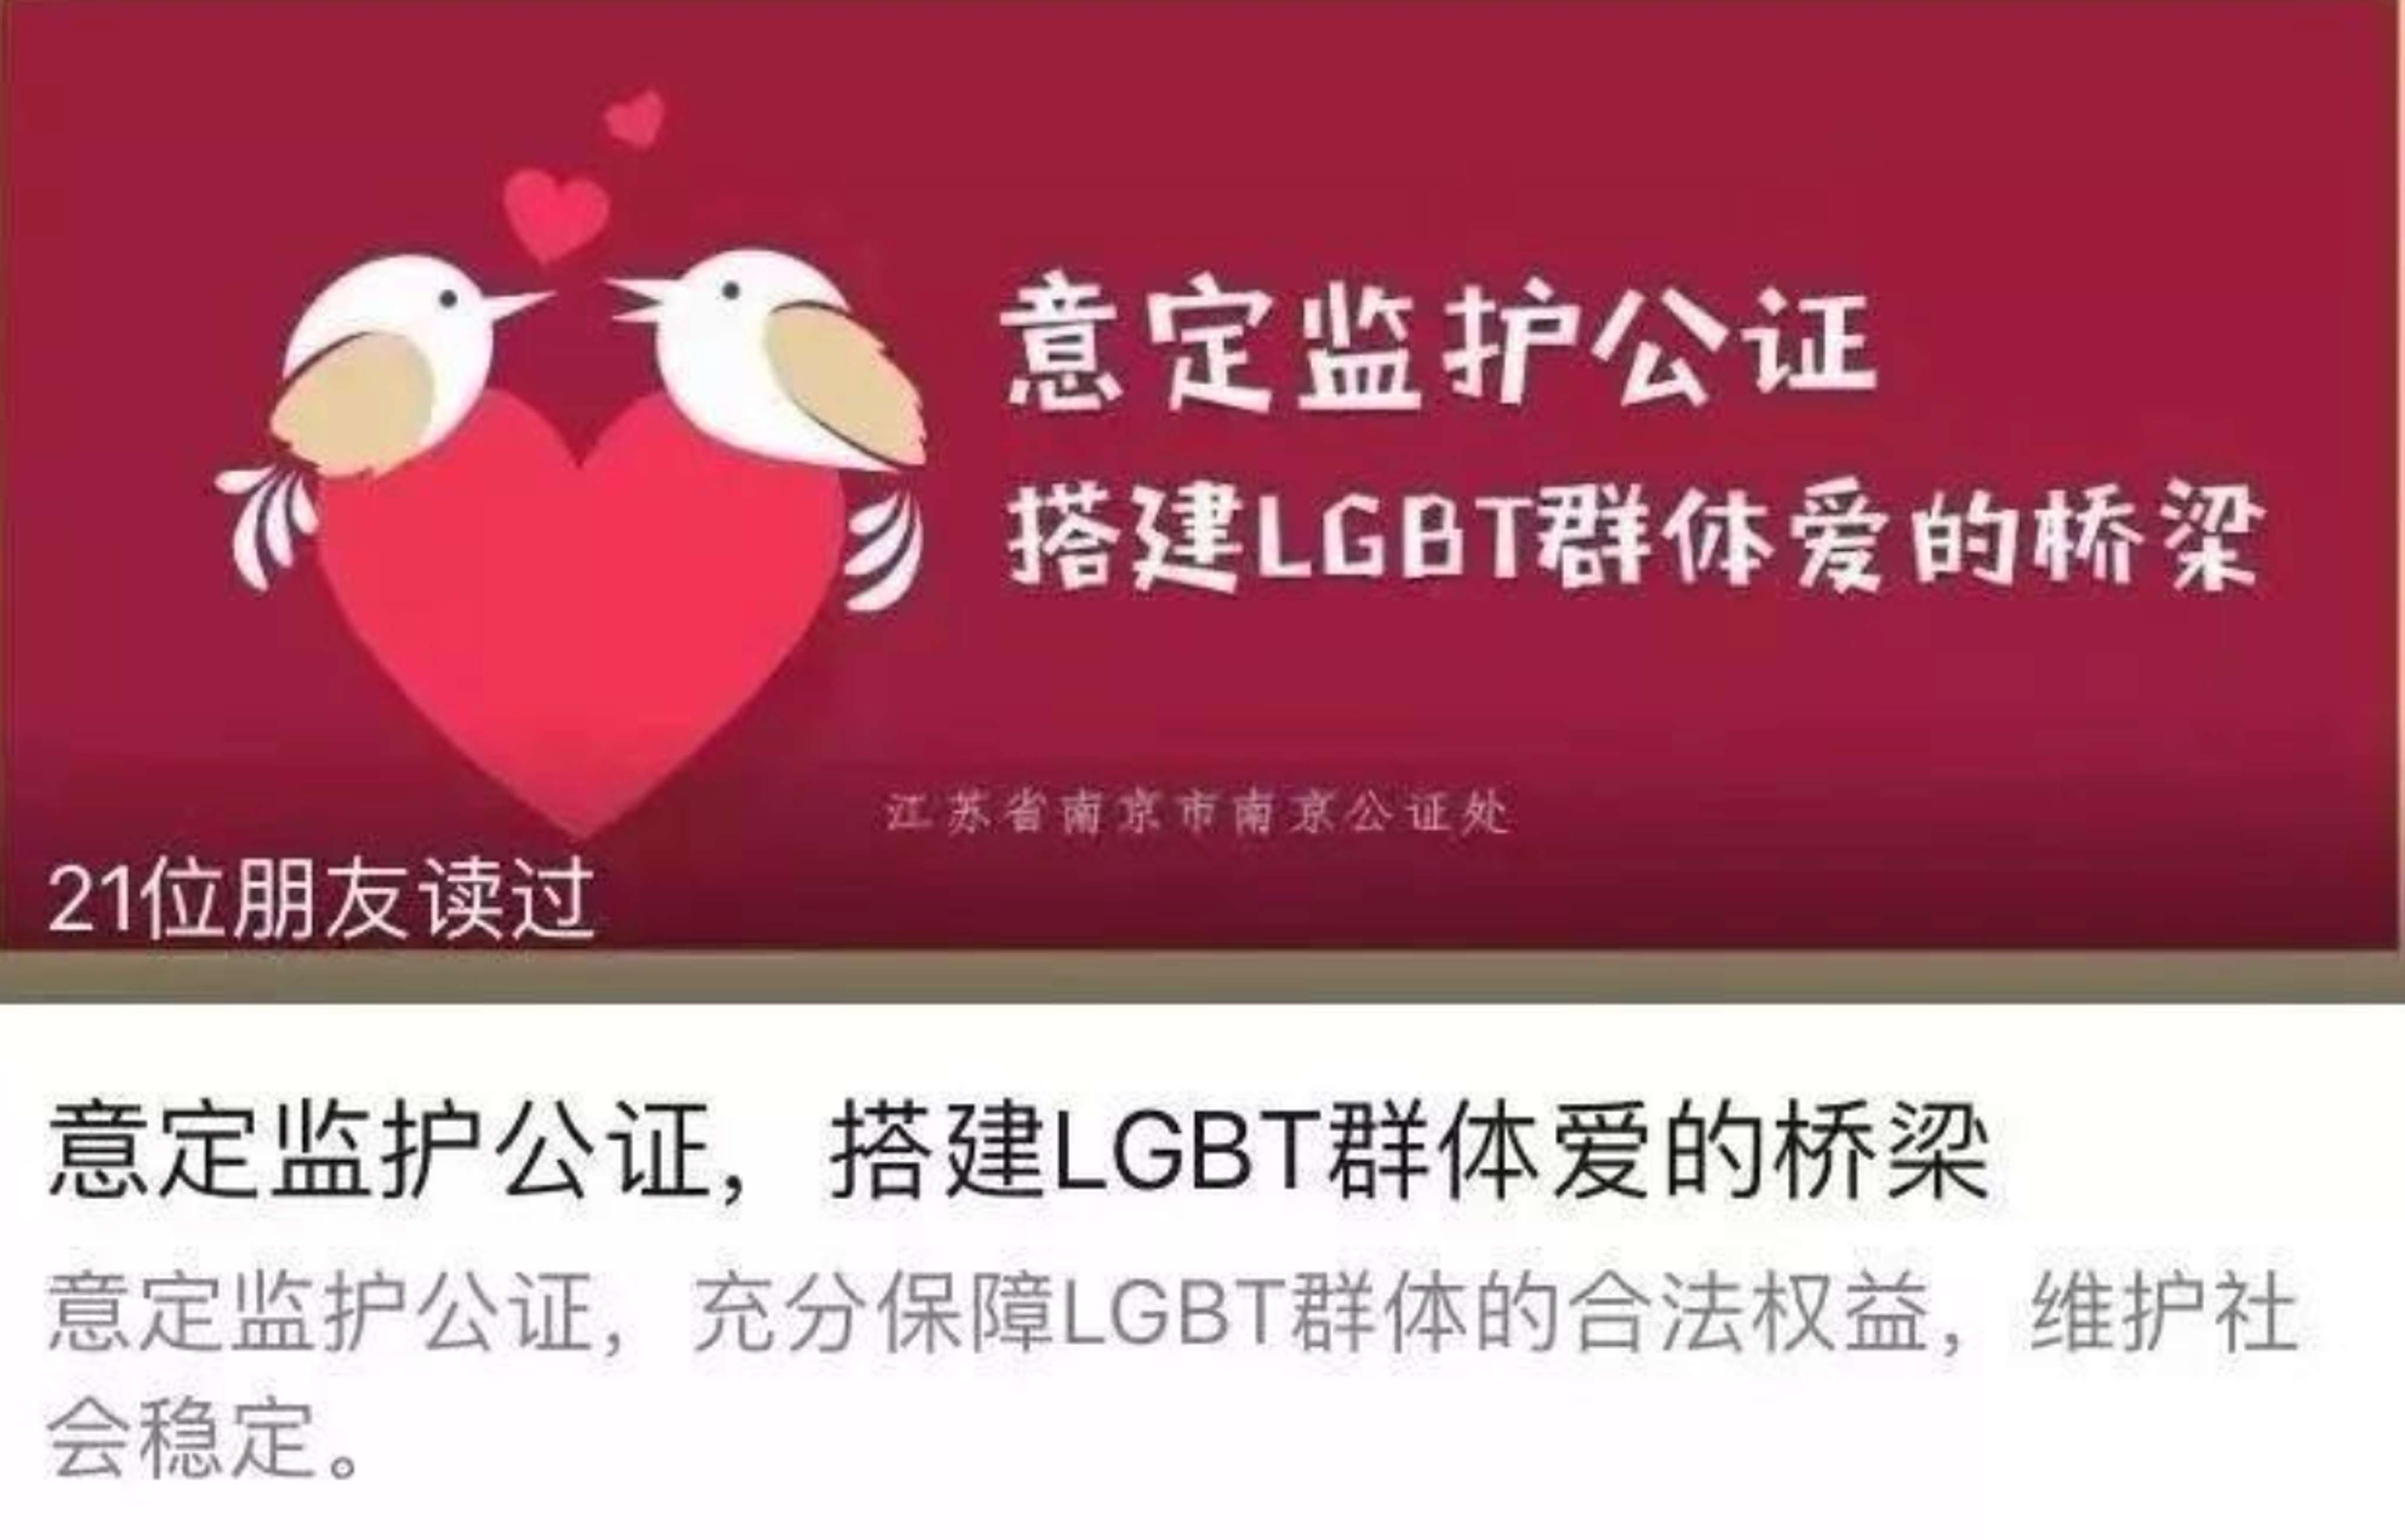 意定监护公证
搭建LGBT群体爱的桥梁
江苏省南京市南京公证处
21位朋友读过
意定监护公证，搭建LGBT群体爱的桥梁
意定监护公证，充分保障LGBT群体的合法权益，维护社
会稳定。